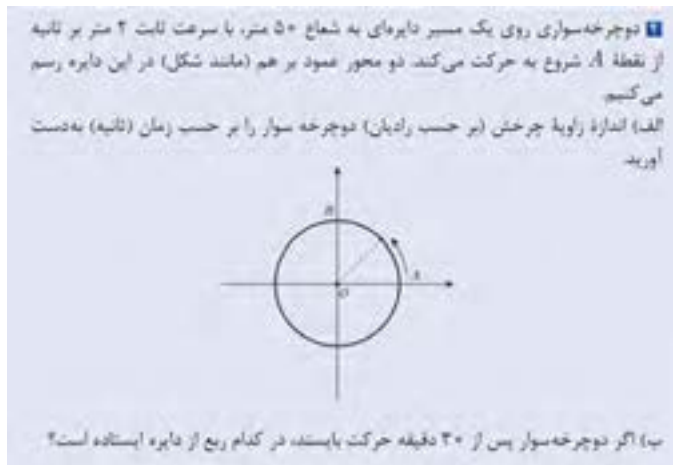 دوچرخه‌سواری روی یک مسیر دایره‌ای به شعاع ۵۰ متر، با سرعت ثابت ۲ متر بر ثانیه
از نقطهٔ A، شروع به حرکت می‌کند. دو محور عمود بر هم (مانند شکل) در این دایره رسم
می‌کنیم.
الف) اندازهٔ زاویهٔ چرخش (بر حسب رادیان) دوچرخه سوار را بر حسب زمان (ثانیه) به‌دست
آورید.
B
A
O
ب) اگر دوچرخه‌سوار پس از ۳۰ دقیقه حرکت بایستد، در کدام ربع از دایره ایستاده است؟